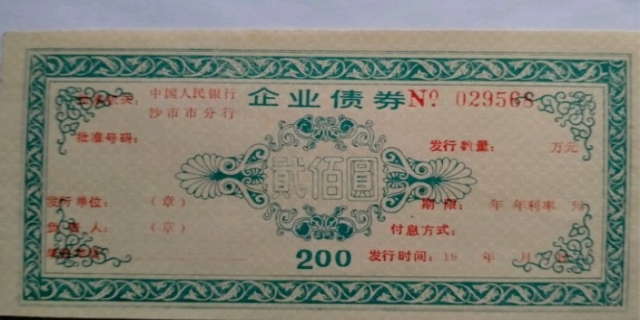 中国人民银行 企业债券 № 029568
沙市市分行
批准号码: 发行数量: 万元
贰佰圆
发行单位: (章) 期限: 年 年利率 %
负责人: (章) 付息方式:
200 发行时间: 19 年 月